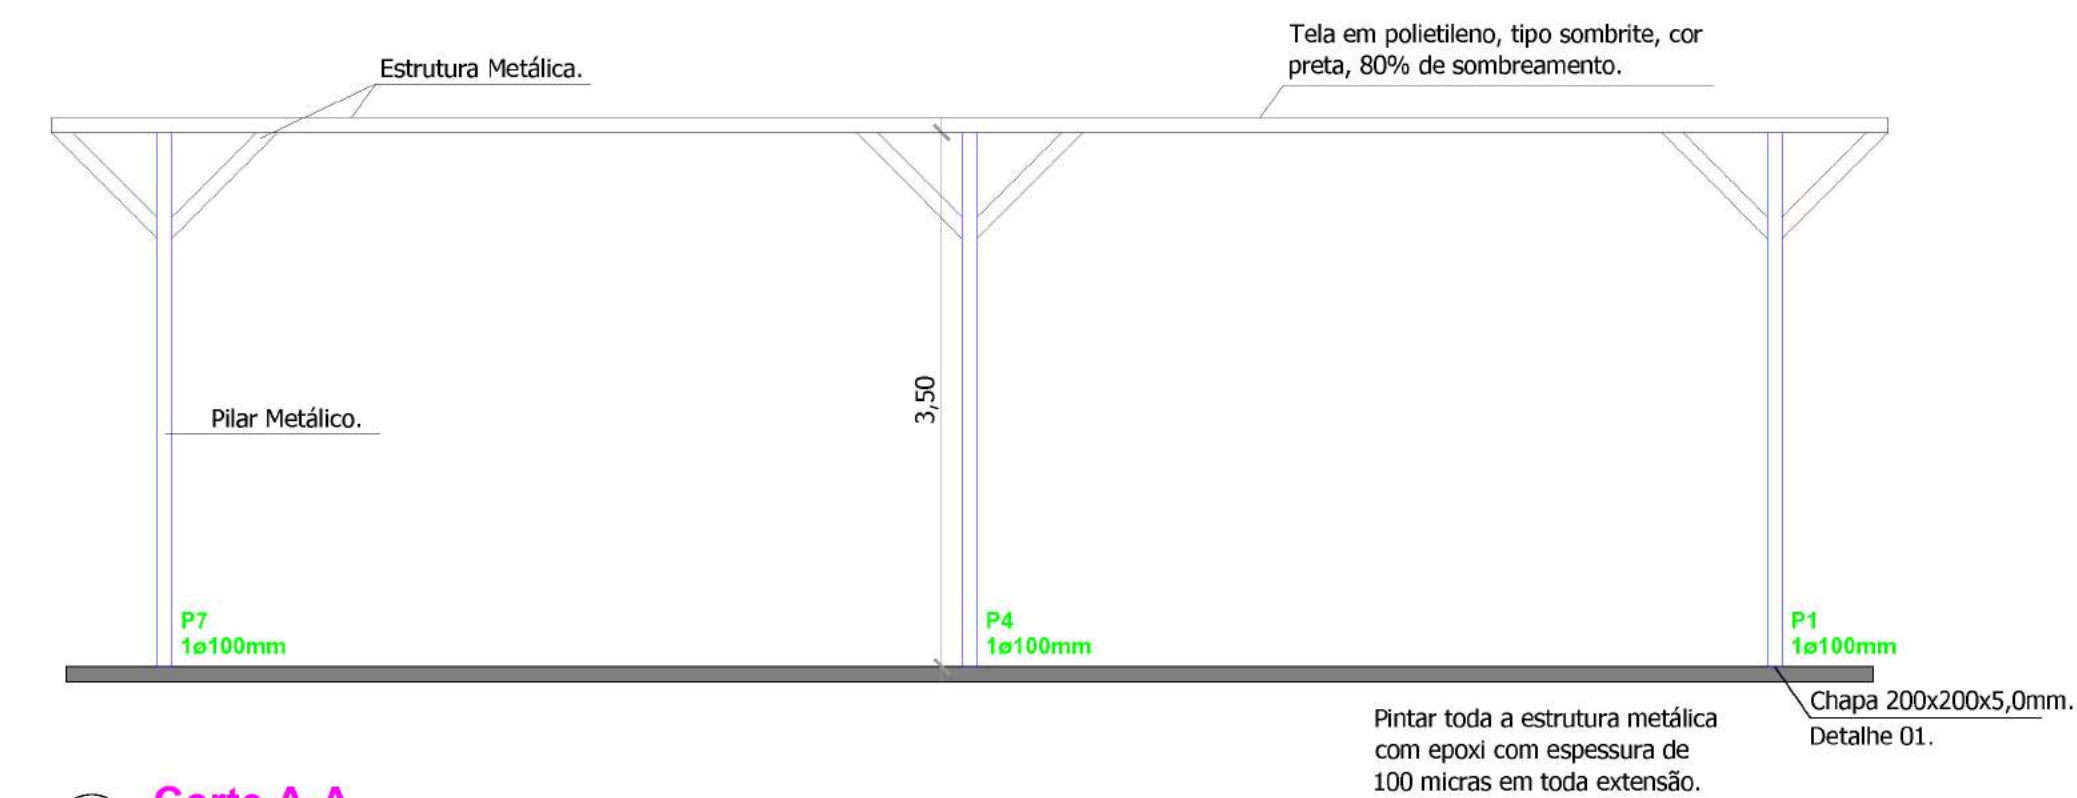 Tela em polietileno, tipo sombrite, cor
preta, 80% de sombreamento.
Estrutura Metálica.
3,50
Pilar Metálico.
P7
1ø100mm
P4
1ø100mm
P1
1ø100mm
Chapa 200x200x5,0mm.
Detalhe 01.
Pintar toda a estrutura metálica
com epoxi com espessura de
100 micras em toda extensão.
Corte A-A